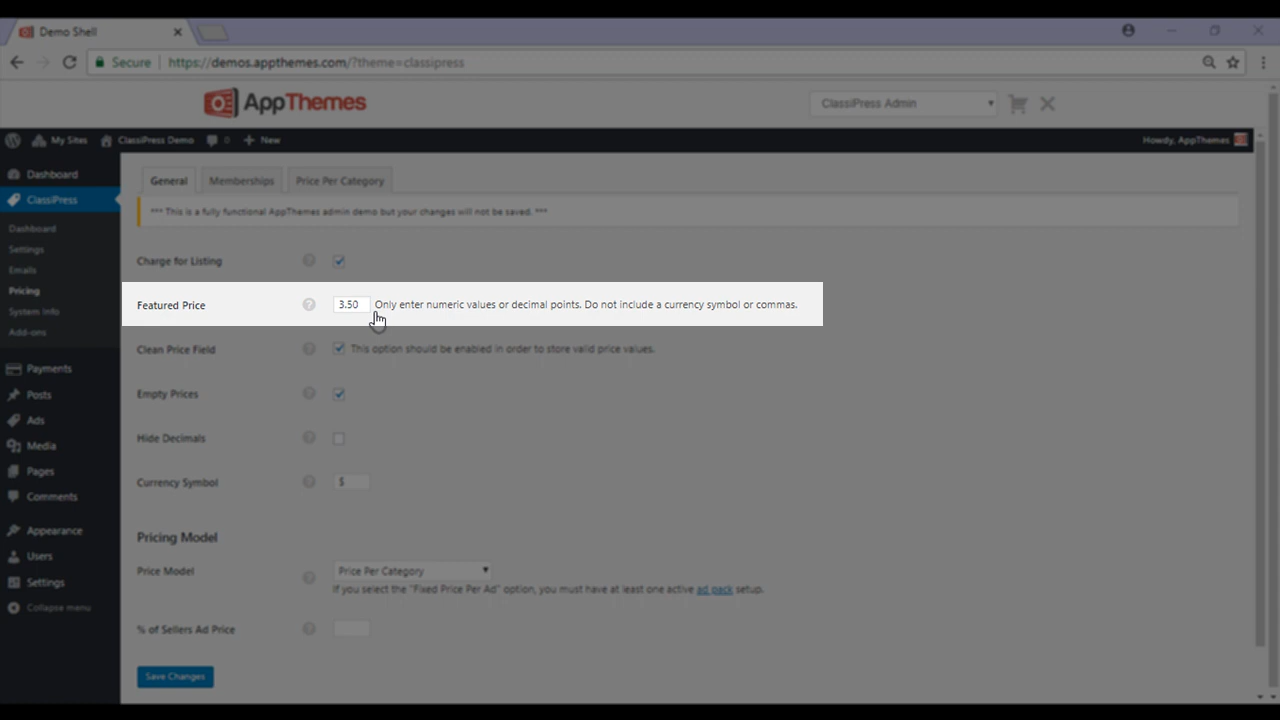 Demo Shell
Secure https://demos.appthemes.com/?theme=classipress
AppThemes ClassiPress Admin
My Sites ClassiPress Demo 0 New Howdy, AppThemes
Dashboard
ClassiPress
Dashboard
Settings
Emails
Pricing
System Info
Add-ons
Payments
Posts
Ads
Media
Pages
Comments
Appearance
Users
Settings
Collapse menu
General Memberships Price Per Category
*** This is a fully functional AppThemes admin demo but your changes will not be saved. ***
Charge for Listing ?
Featured Price ? 3.50 Only enter numeric values or decimal points. Do not include a currency symbol or commas.
Clean Price Field ? This option should be enabled in order to store valid price values.
Empty Prices ?
Hide Decimals ?
Currency Symbol ? $
Pricing Model
Price Model ? Price Per Category
If you select the "Fixed Price Per Ad" option, you must have at least one active ad pack setup.
% of Sellers Ad Price ?
Save Changes